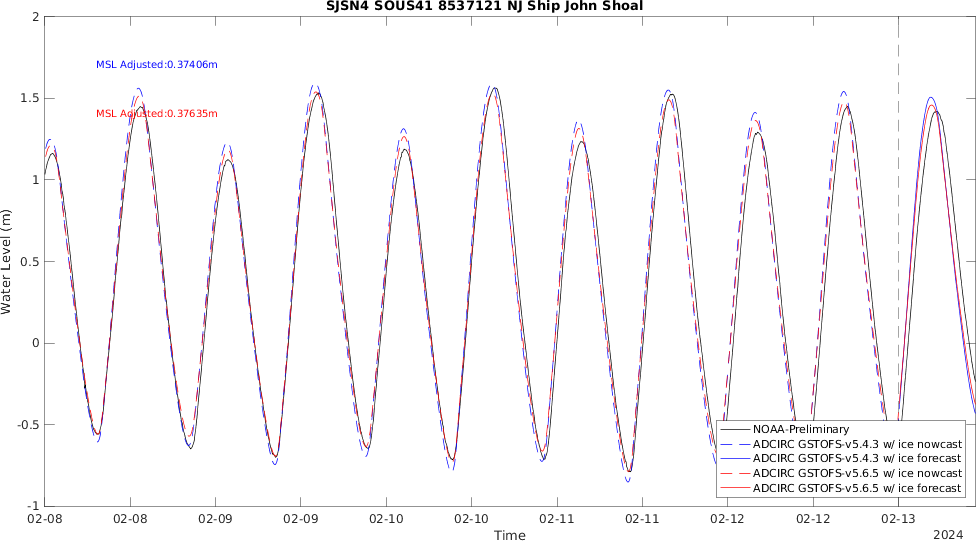 SJSN4 SOUS41 8537121 NJ Ship John Shoal
2
1.5
1
0.5
0
-0.5
-1
Water Level (m)
MSL Adjusted:0.37406m
MSL Adjusted:0.37635m
NOAA-Preliminary
ADCIRC GSTOFS-v5.4.3 w/ ice nowcast
ADCIRC GSTOFS-v5.4.3 w/ ice forecast
ADCIRC GSTOFS-v5.6.5 w/ ice nowcast
ADCIRC GSTOFS-v5.6.5 w/ ice forecast
02-08 02-08 02-09 02-09 02-10 02-10 02-11 02-11 02-12 02-12 02-13
Time
2024